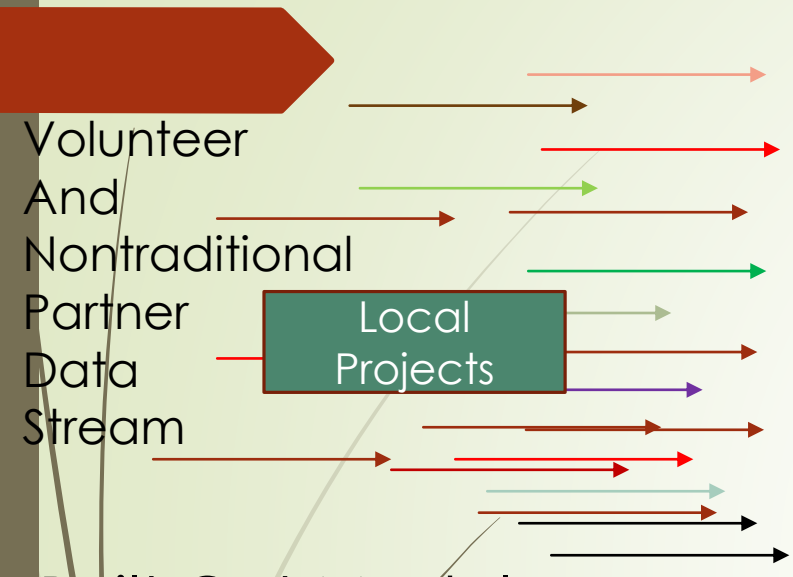 Volunteer
And
Nontraditional
Partner
Data
Stream
Local
Projects